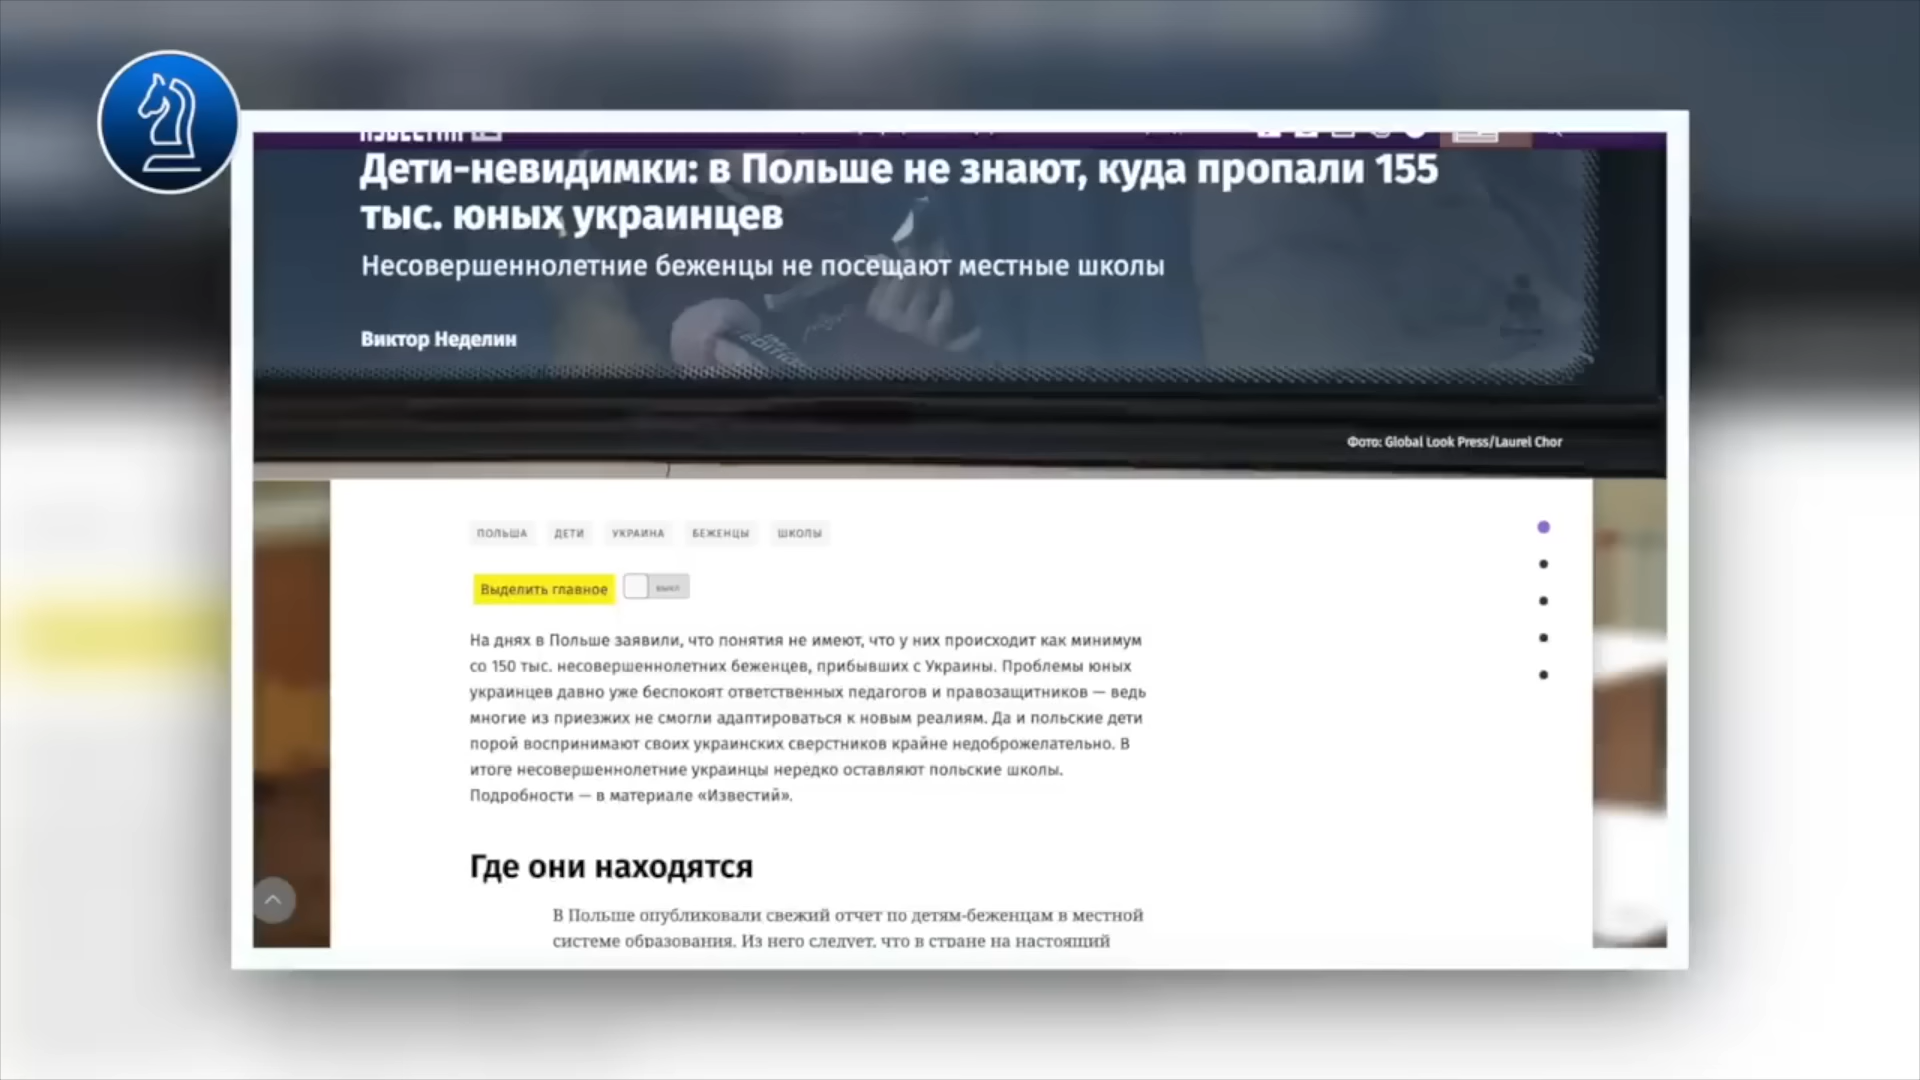 ИЗВЕСТИЯ
Дети-невидимки: в Польше не знают, куда пропали 155
тыс. юных украинцев
Несовершеннолетние беженцы не посещают местные школы
Виктор Неделин
Фото: Global Look Press/Laurel Chor
ПОЛЬША ДЕТИ УКРАИНА БЕЖЕНЦЫ ШКОЛЫ
Выделить главное выкл
На днях в Польше заявили, что понятия не имеют, что у них происходит как минимум
со 150 тыс. несовершеннолетних беженцев, прибывших с Украины. Проблемы юных
украинцев давно уже беспокоят ответственных педагогов и правозащитников — ведь
многие из приезжих не смогли адаптироваться к новым реалиям. Да и польские дети
порой воспринимают своих украинских сверстников крайне недоброжелательно. В
итоге несовершеннолетние украинцы нередко оставляют польские школы.
Подробности — в материале «Известий».
Где они находятся
В Польше опубликовали свежий отчет по детям-беженцам в местной
системе образования. Из него следует, что в стране на настоящий